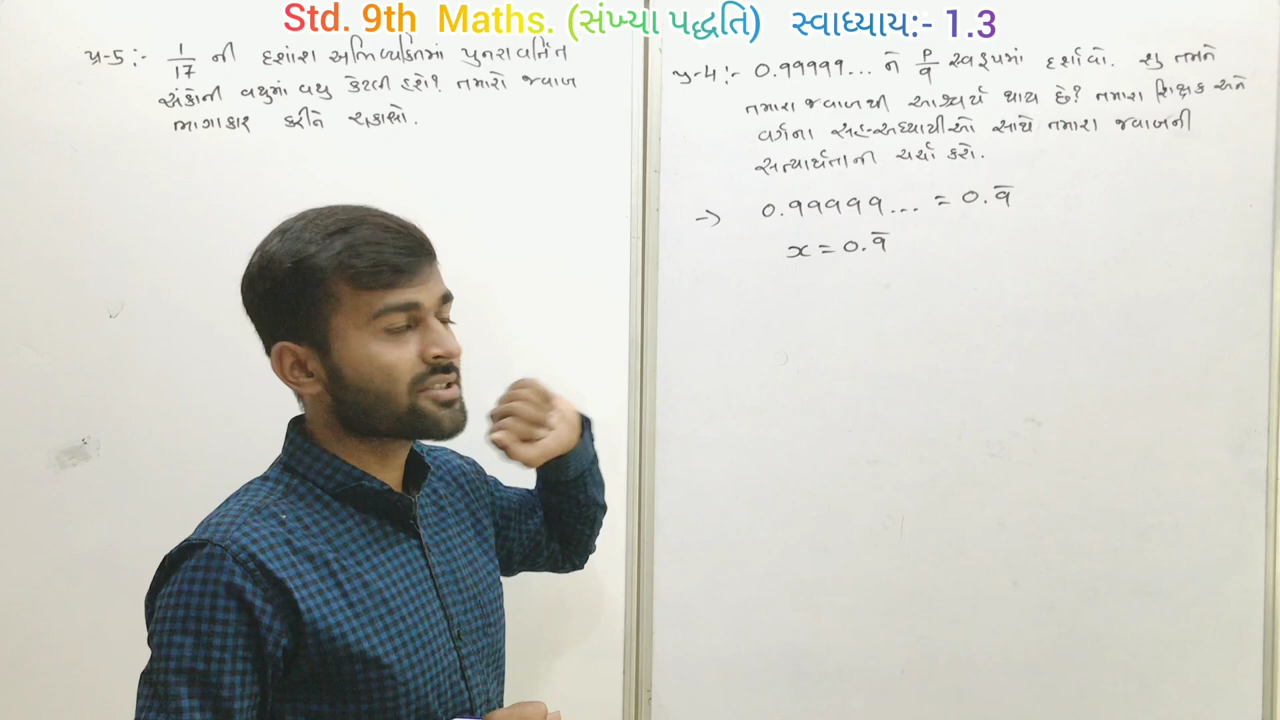 Std. 9th Maths. (સંખ્યા પદ્ધતિ) સ્વાધ્યાય:- 1.3
પ્ર-5:- 1/17 ની દશાંશ અભિવ્યક્તિમાં પુનરાવર્તિત
અંકોની વધુમાં વધુ કેટલી હશે? તમારો જવાબ
ભાગાકાર કરીને ચકાસો.
પ્ર-4:- 0.99999... ને P/q સ્વરૂપમાં દર્શાવો. શું તમને
તમારા જવાબથી આશ્ચર્ય થાય છે? તમારા શિક્ષક અને
વર્ગના સહ-અધ્યાયીઓ સાથે તમારા જવાબની
સત્યાર્થતાની ચર્ચા કરો.
→ 0.99999... = 0.9̅
x = 0.9̅